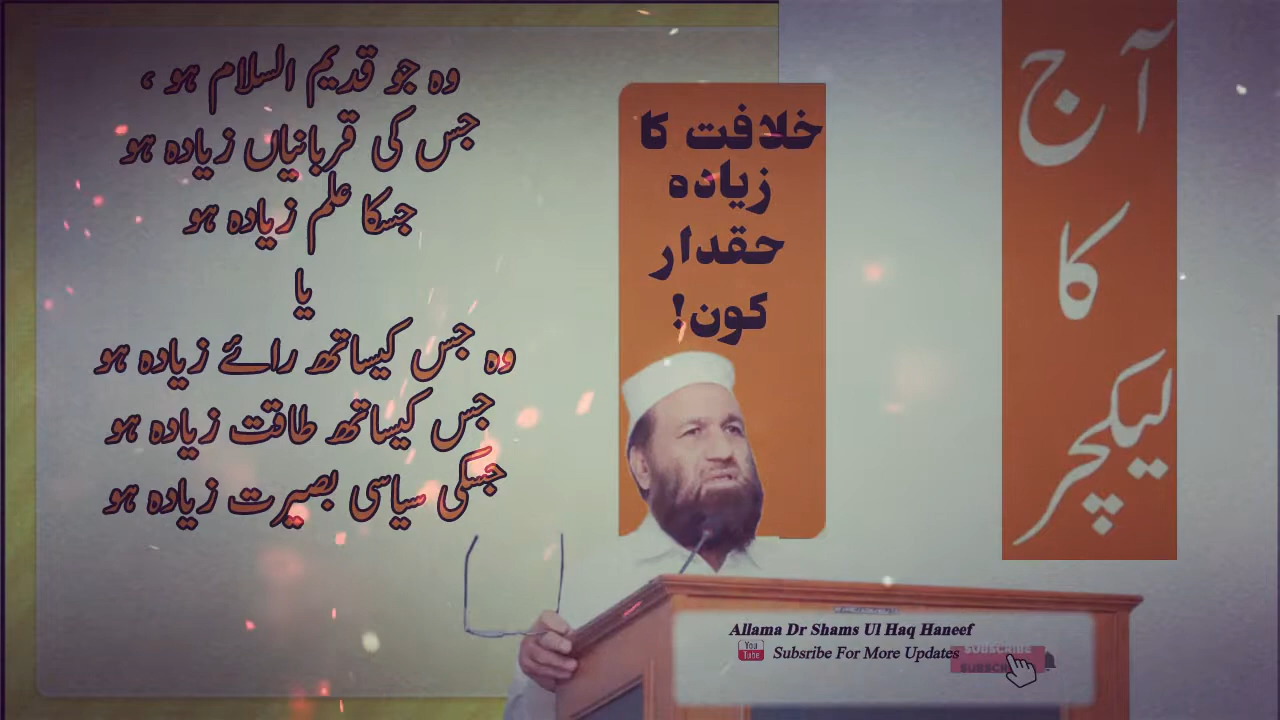 آج
کا
لیکچر
خلافت کا
زیادہ
حقدار
کون!
وہ جو قدیم السلام ہو ،
جس کی قربانیاں زیادہ ہو
جسکا علم زیادہ ہو
یا
وہ جس کیساتھ رائے زیادہ ہو
جس کیساتھ طاقت زیادہ ہو
جسکی سیاسی بصیرت زیادہ ہو
Allama Dr Shams Ul Haq Haneef
You Tube Subsribe For More Updates
SUBSCRIBE